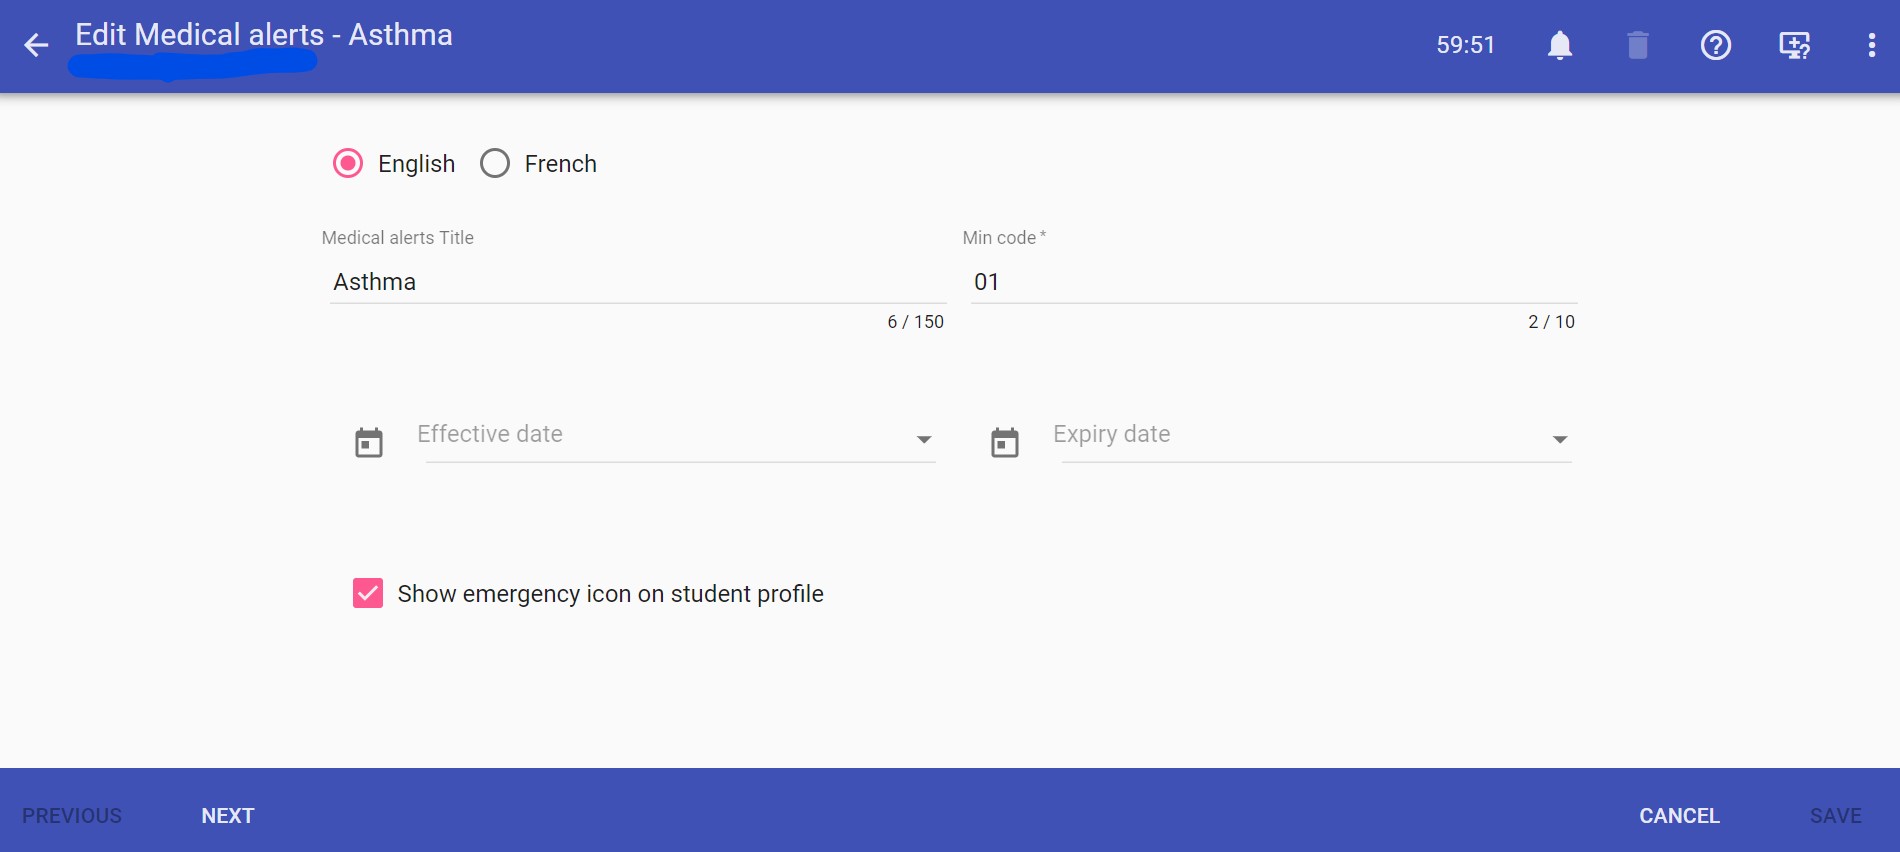 Edit Medical alerts - Asthma
59:51
English French
Medical alerts Title Min code *
Asthma 01
6 / 150 2 / 10
Effective date Expiry date
Show emergency icon on student profile
PREVIOUS NEXT CANCEL SAVE